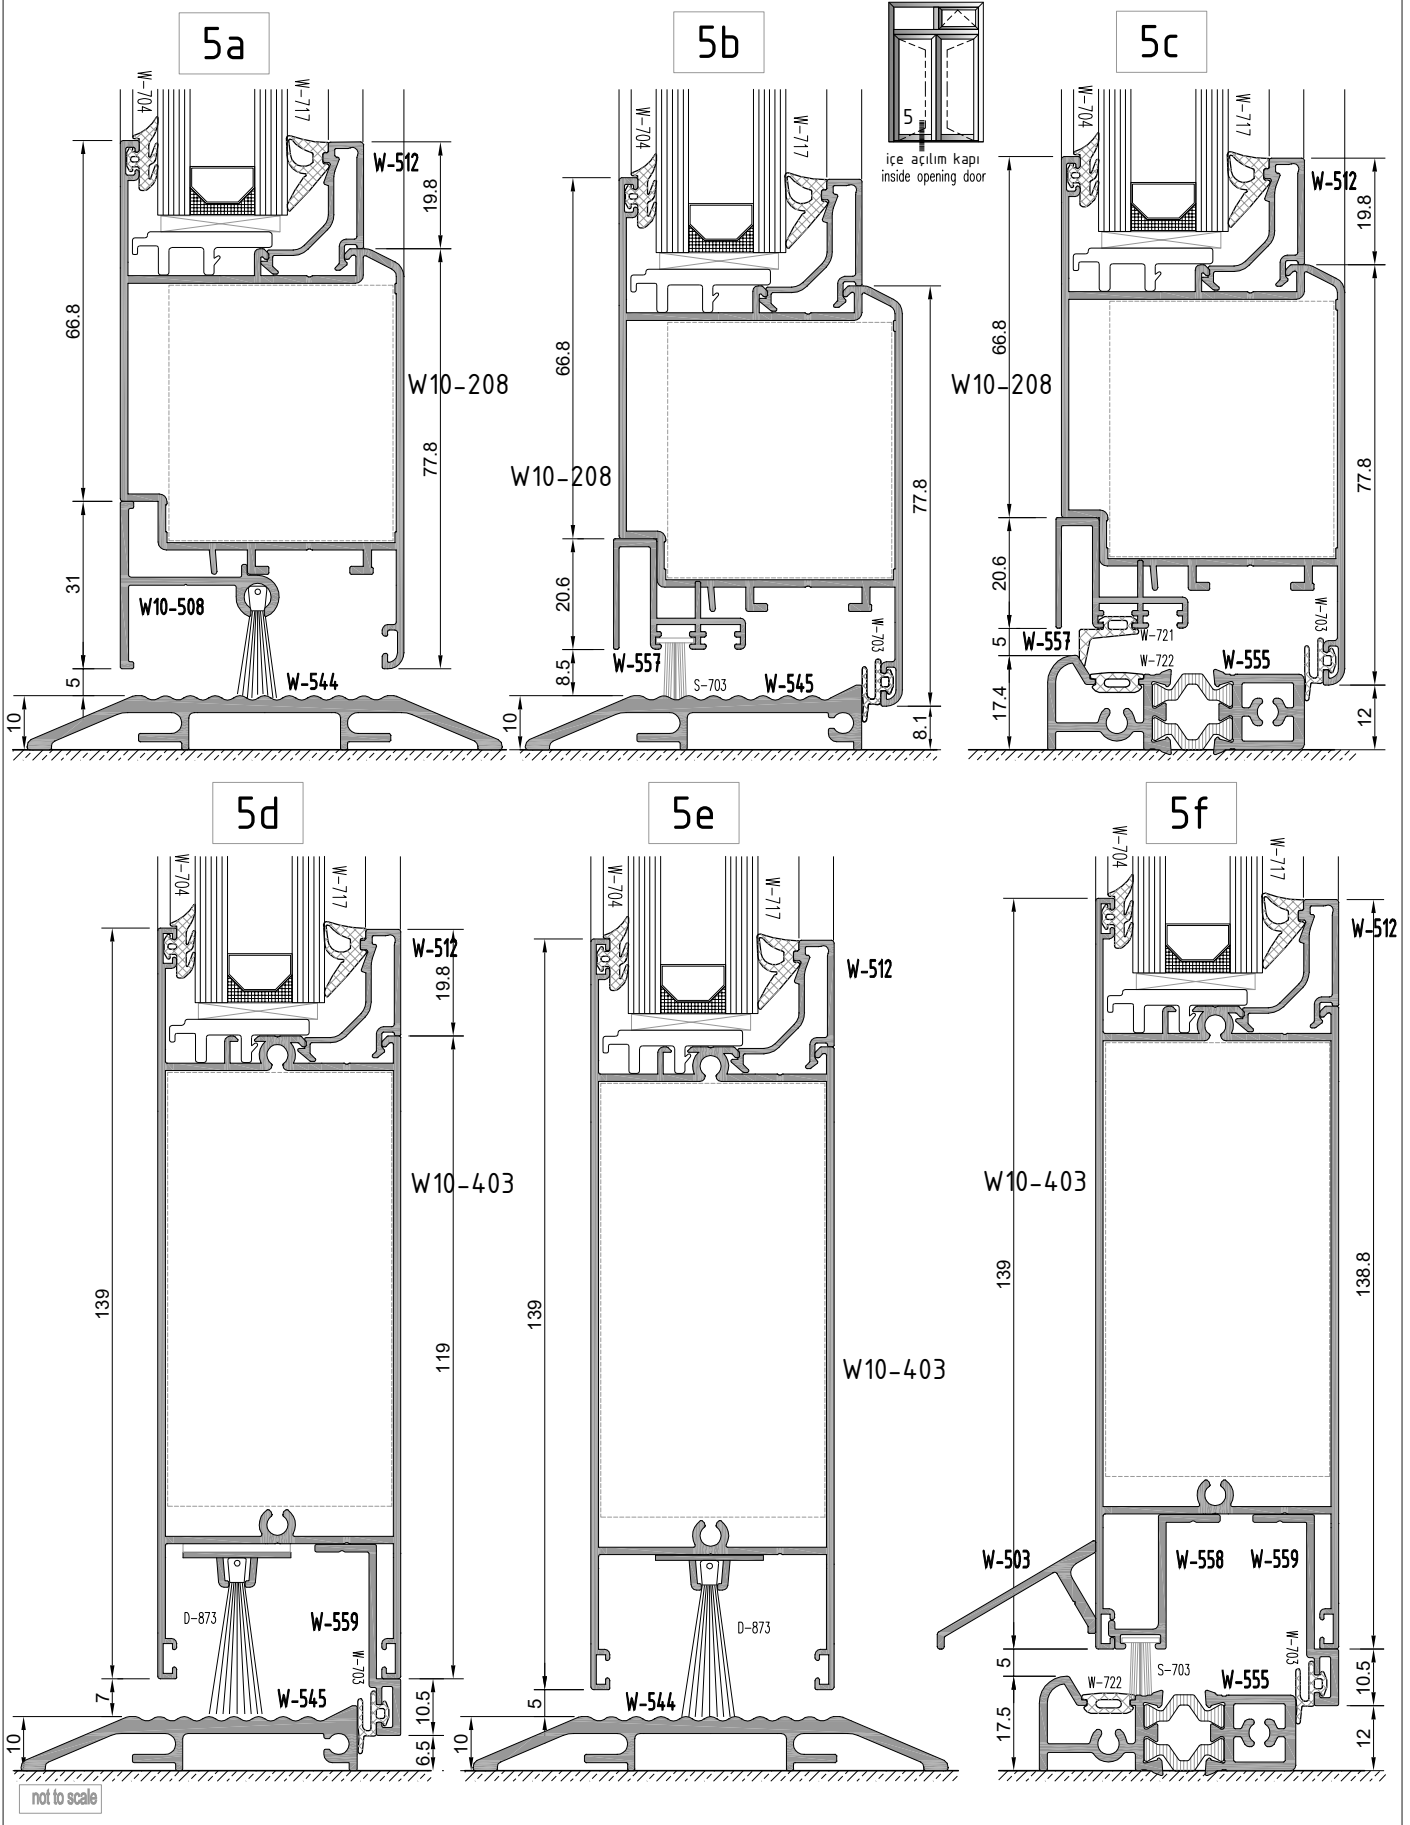 5a
5b
5c
5
içe açılım kapı
inside opening door
W-704
W-717
W-512
19.8
66.8
W10-208
77.8
31
W10-508
5
W-544
10
W-704
W-717
66.8
W10-208
77.8
20.6
W-557
W-703
8.5
S-703
W-545
10
8.1
W-704
W-717
W-512
19.8
66.8
W10-208
77.8
20.6
W-703
5
W-557
W-721
W-722
W-555
17.4
12
5d
5e
5f
W-704
W-717
W-512
19.8
W10-403
139
119
D-873
W-559
W-703
7
W-545
10.5
10
6.5
W-704
W-717
W-512
139
W10-403
D-873
5
W-544
10
W-704
W-717
W-512
W10-403
139
138.8
W-503
W-558
W-559
W-703
5
W-722
S-703
W-555
10.5
17.5
12
not to scale